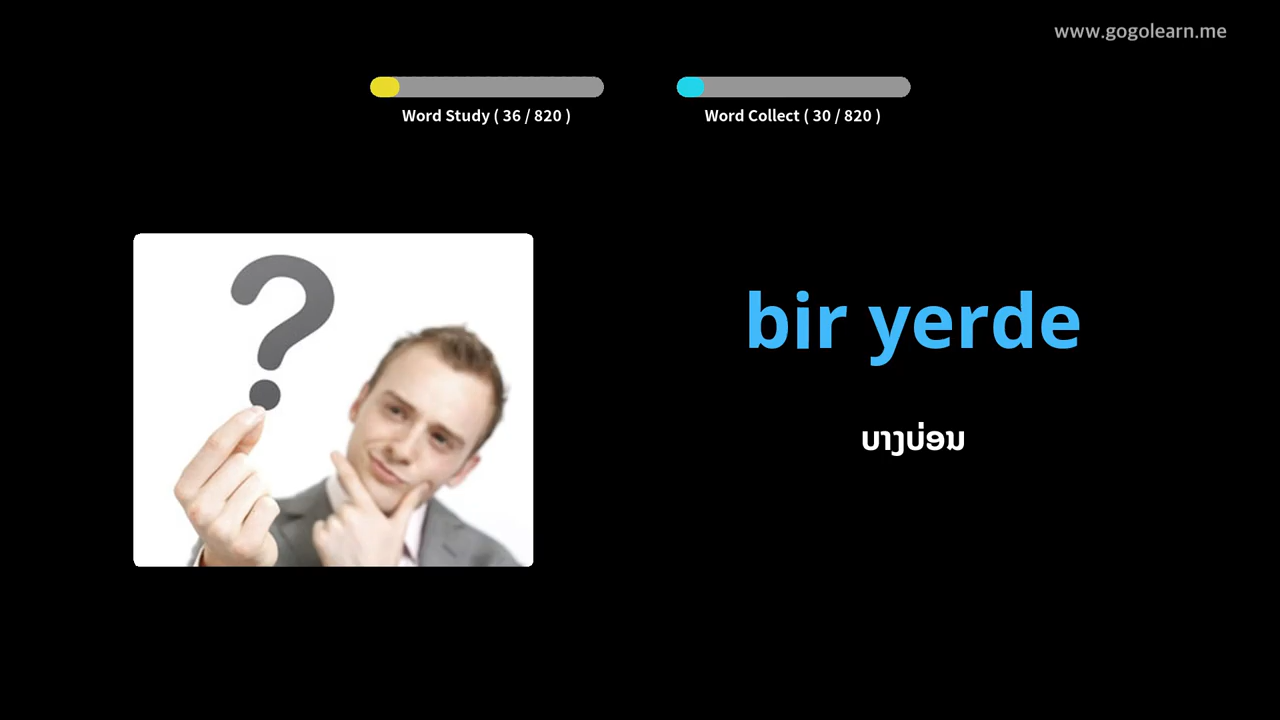 www.gogolearn.me
Word Study ( 36 / 820 )
Word Collect ( 30 / 820 )
bir yerde
ບາງບ່ອນ